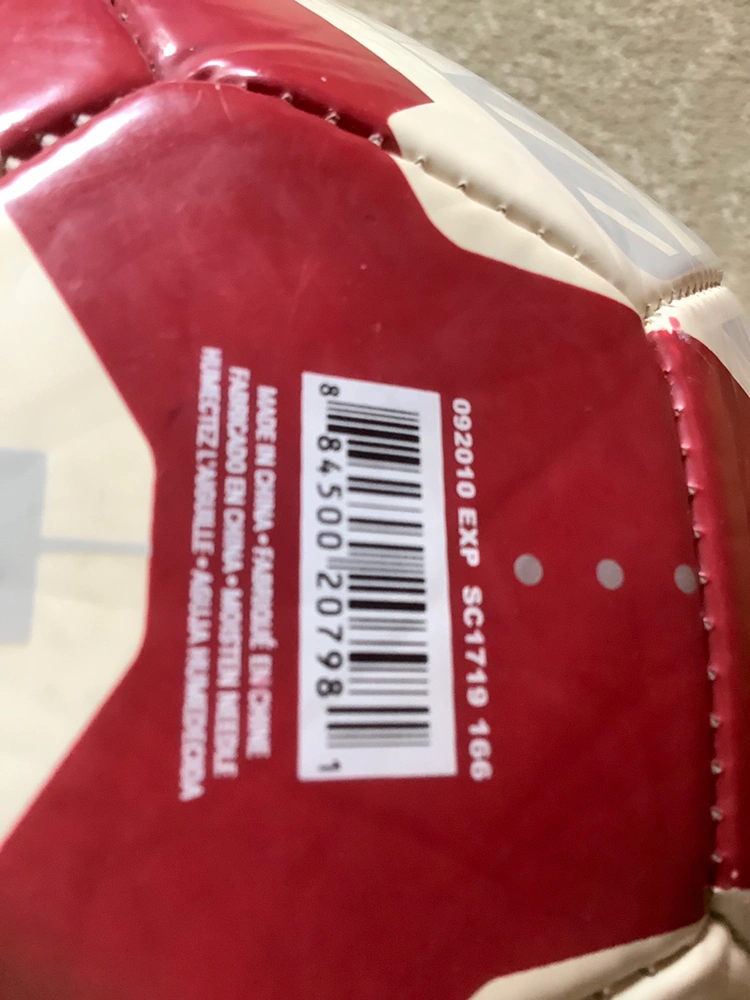 092010 EXP SC1719 166
8 84500 20798 1
MADE IN CHINA • FABRIQUÉ EN CHINE
FABRICADO EN CHINA • MOISTEN NEEDLE
HUMECTEZ L'AIGUILLE • AGUJA HUMEDECIDA